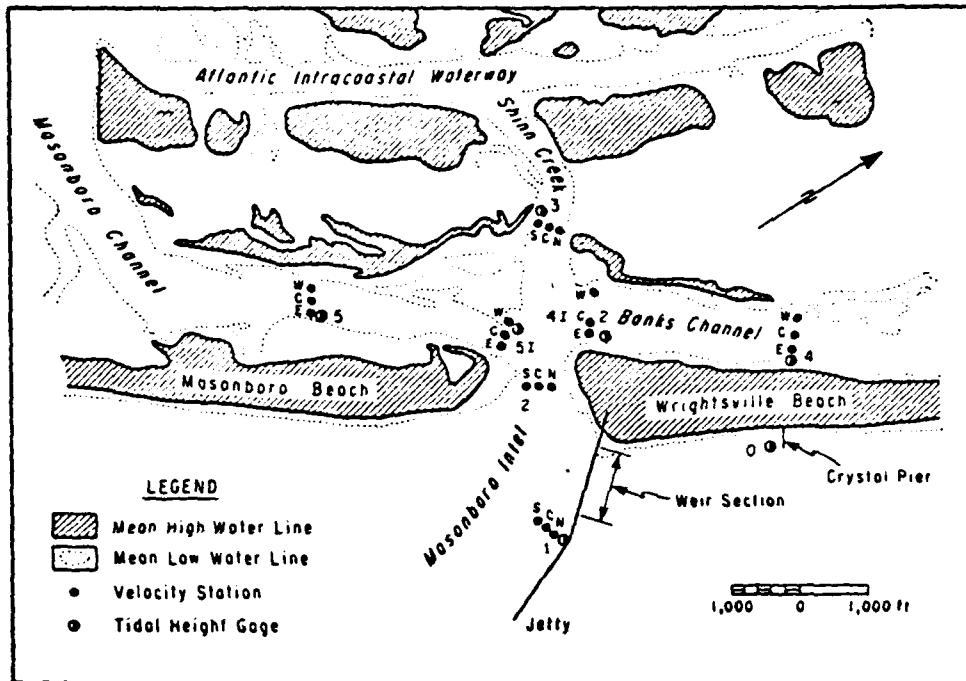 Atlantic Intracoastal Waterway
Shinn Creek
Masonboro Channel
N
3
S C N
W
C
E
5
W
C
E
5I
4I
W
C
E
2
Banks Channel
W
C
E
4
S C N
2
Masonboro Beach
Wrightsville Beach
0
Crystal Pier
Masonboro Inlet
Weir Section
S C N
1
Jetty
LEGEND
Mean High Water Line
Mean Low Water Line
Velocity Station
Tidal Height Gage
1,000 0 1,000 ft